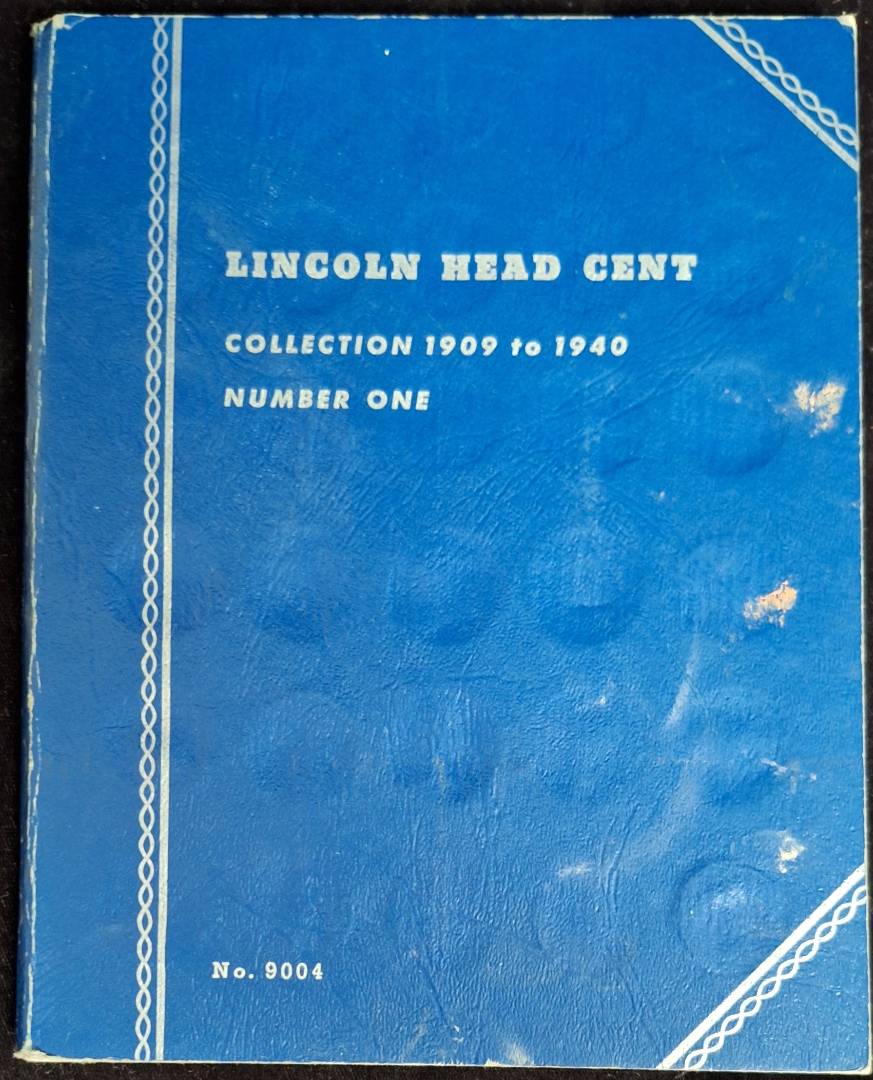 LINCOLN HEAD CENT
COLLECTION 1909 to 1940
NUMBER ONE
No. 9004